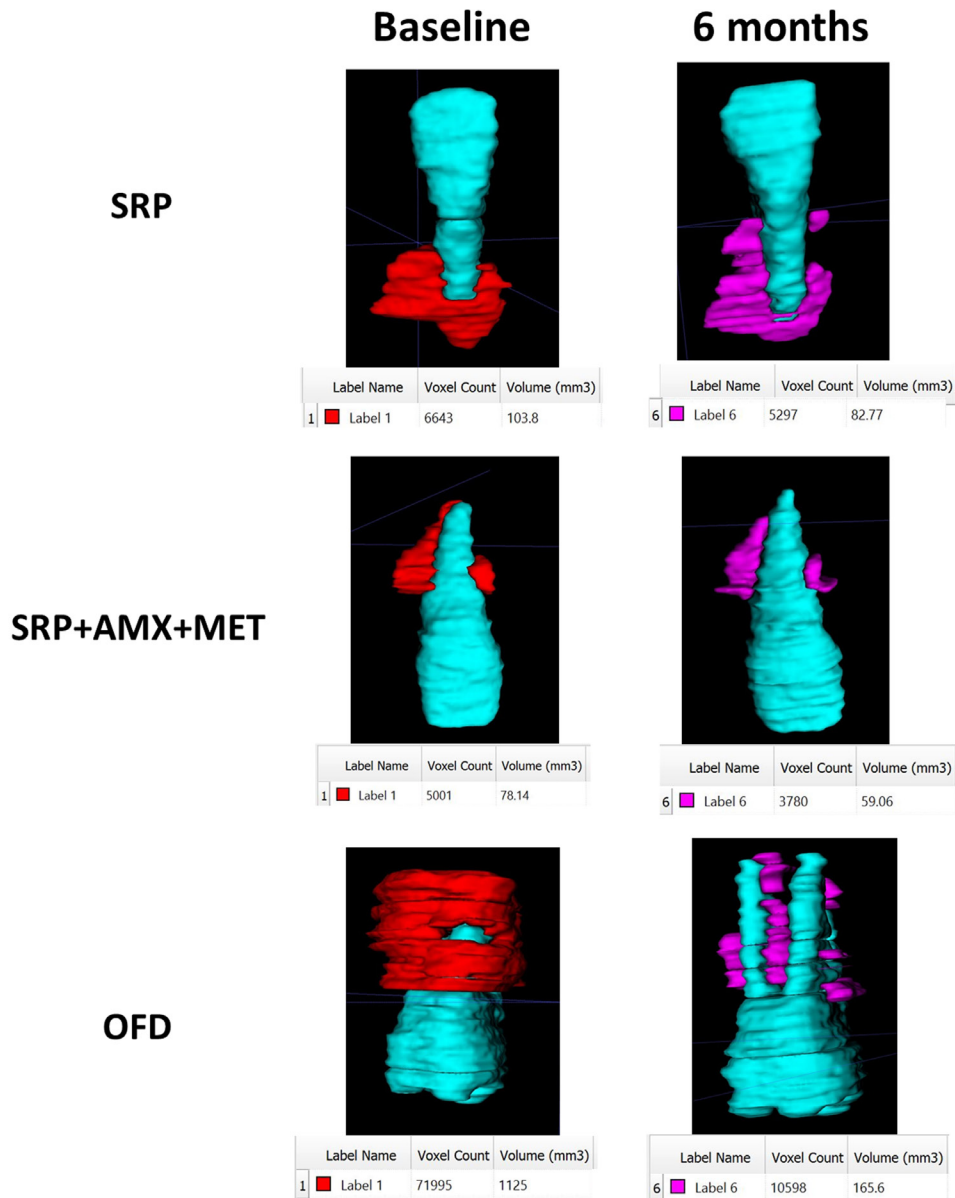 Baseline 6 months
SRP
Label Name Voxel Count Volume (mm3)
1 Label 1 6643 103.8
Label Name Voxel Count Volume (mm3)
6 Label 6 5297 82.77
SRP+AMX+MET
Label Name Voxel Count Volume (mm3)
1 Label 1 5001 78.14
Label Name Voxel Count Volume (mm3)
6 Label 6 3780 59.06
OFD
Label Name Voxel Count Volume (mm3)
1 Label 1 71995 1125
Label Name Voxel Count Volume (mm3)
6 Label 6 10598 165.6